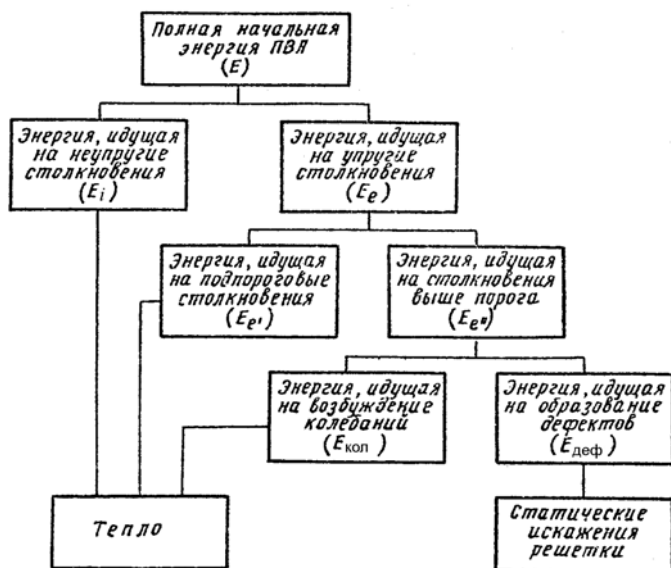 Полная начальная
энергия ПВА
(E)
Энергия, идущая
на неупругие
столкновения
(Ei)
Энергия, идущая
на упругие
столкновения
(Ee)
Энергия, идущая
на подпороговые
столкновения
(Ee')
Энергия, идущая
на столкновения
выше порога
(Ee")
Энергия, идущая
на возбуждение
колебаний
(Eкол )
Энергия, идущая
на образование
дефектов
(Eдеф)
Тепло
Статические
искажения
решетки